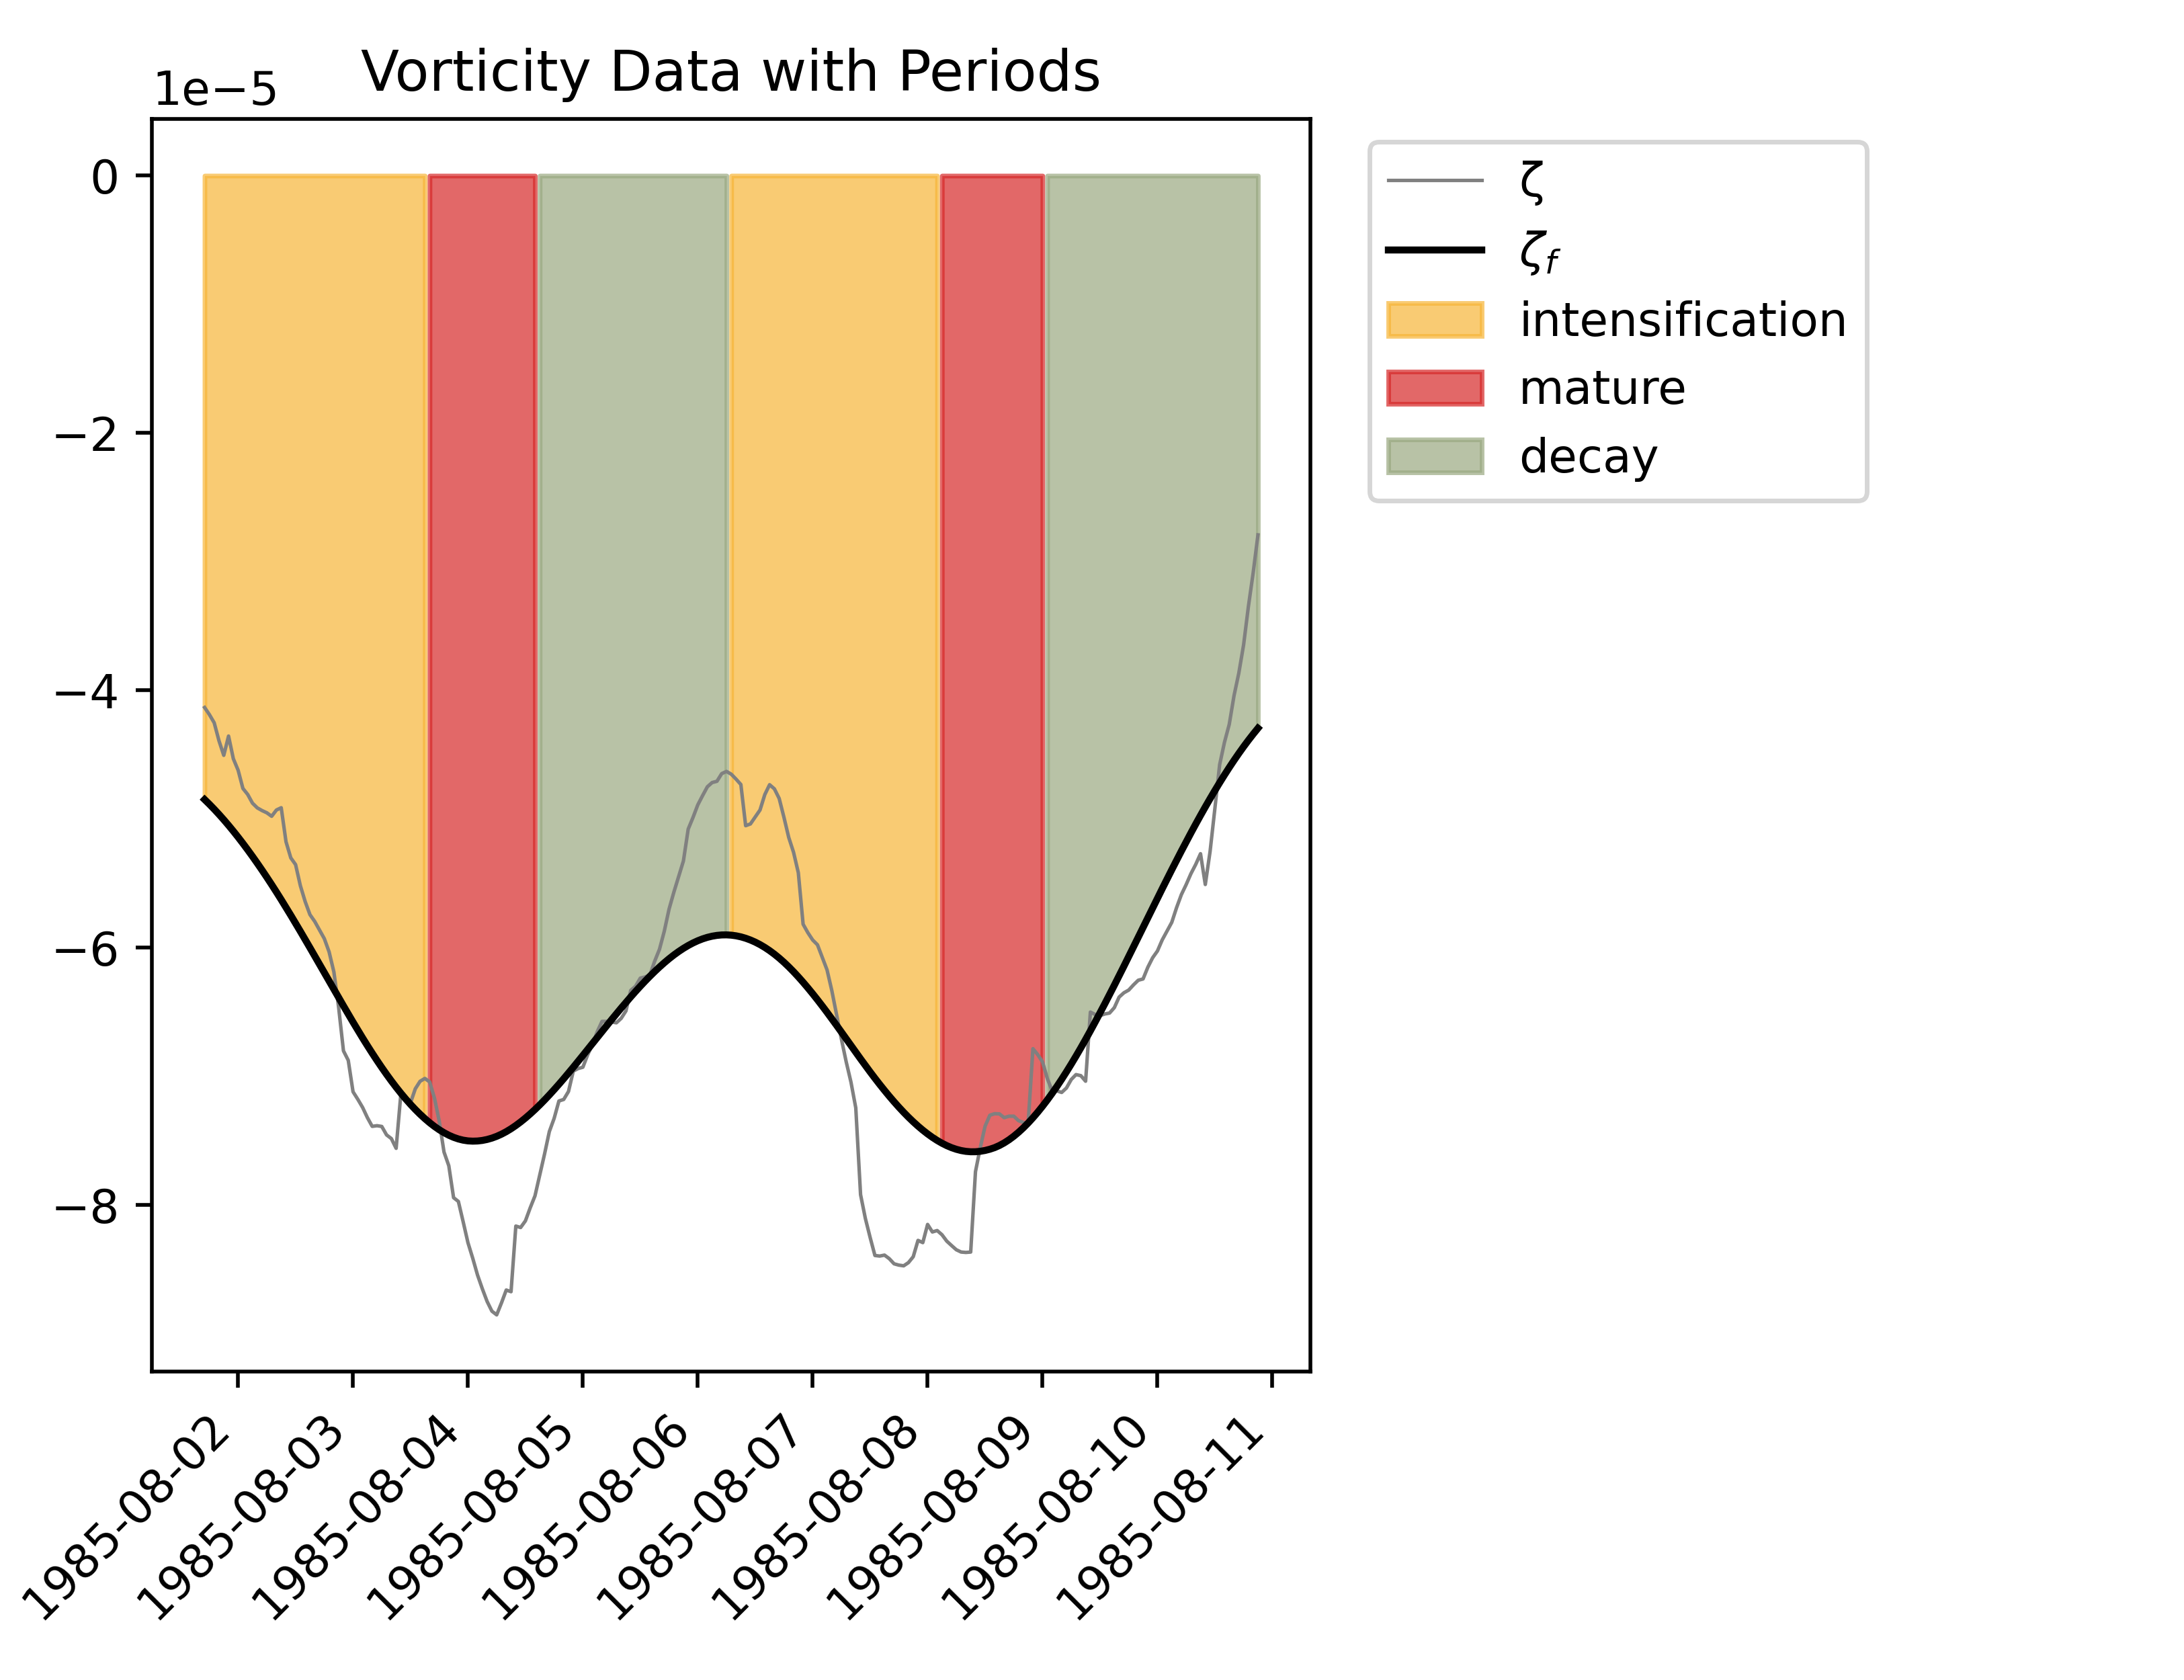 Vorticity Data with Periods
1e−5
0
−2
−4
−6
−8
1985-08-02
1985-08-03
1985-08-04
1985-08-05
1985-08-06
1985-08-07
1985-08-08
1985-08-09
1985-08-10
1985-08-11
ζ
ζf
intensification
mature
decay